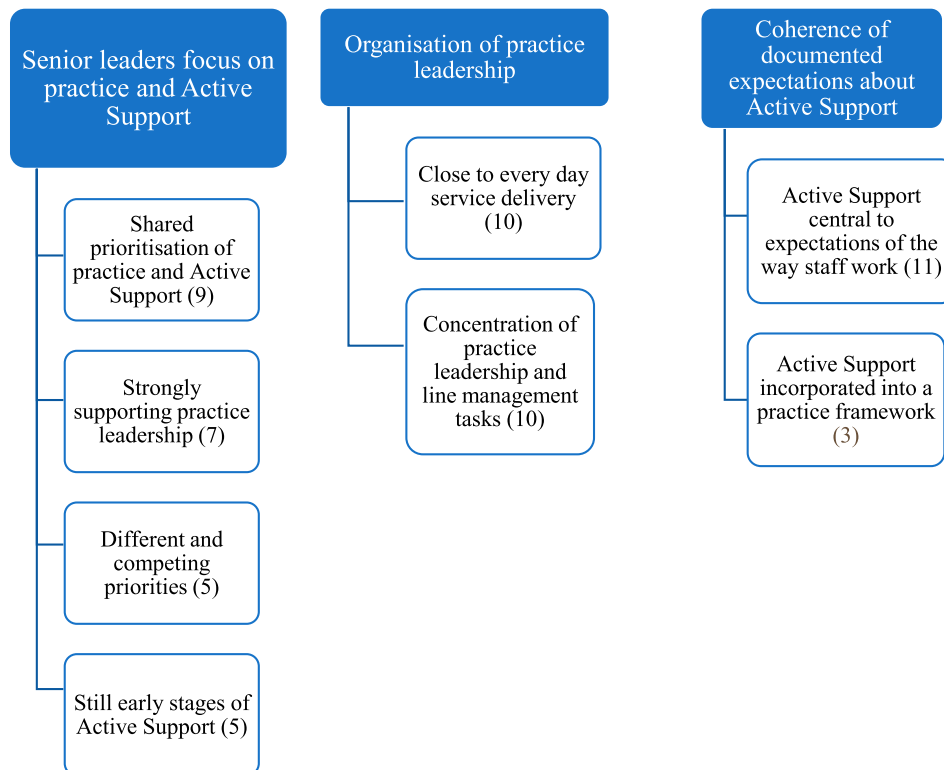 Senior leaders focus on
practice and Active
Support
Shared
prioritisation of
practice and Active
Support (9)
Strongly
supporting practice
leadership (7)
Different and
competing
priorities (5)
Still early stages of
Active Support (5)
Organisation of practice
leadership
Close to every day
service delivery
(10)
Concentration of
practice
leadership and
line management
tasks (10)
Coherence of
documented
expectations about
Active Support
Active Support
central to
expectations of the
way staff work (11)
Active Support
incorporated into a
practice framework
(3)